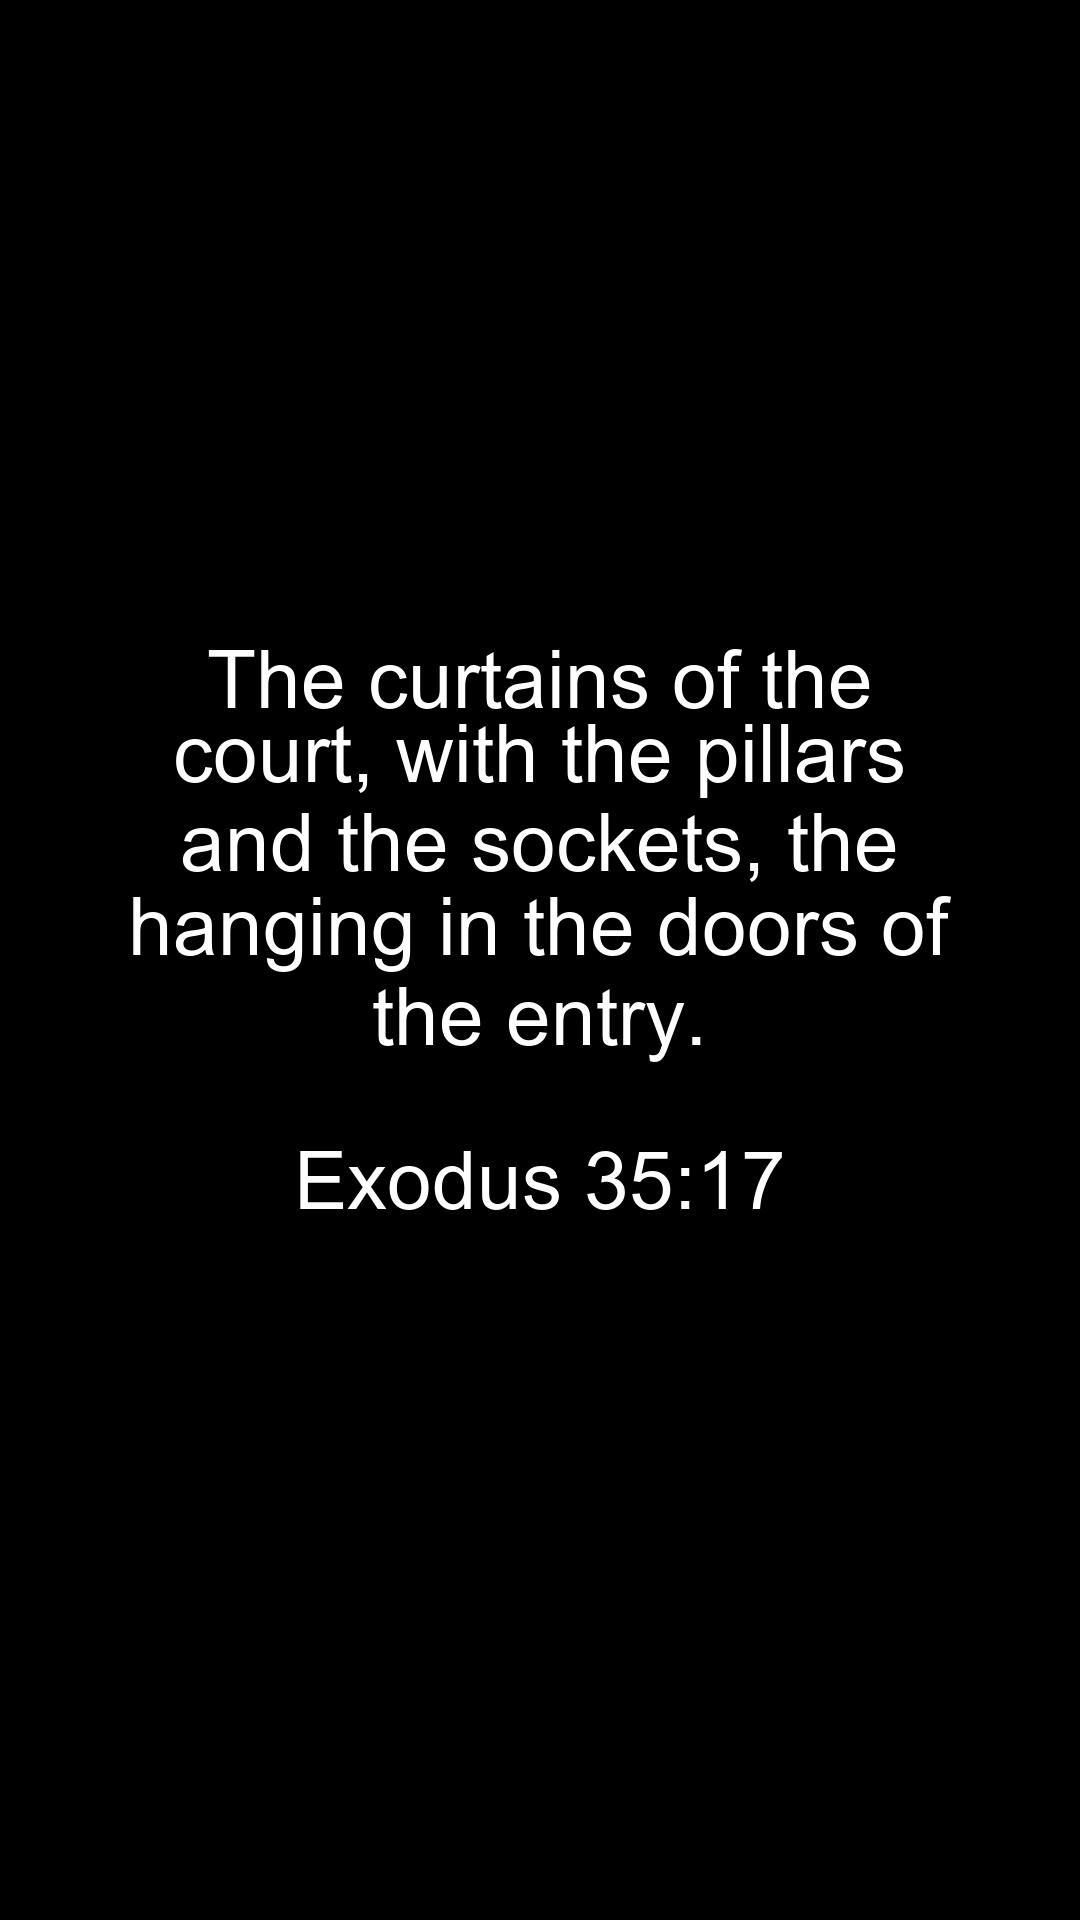 The curtains of the
court, with the pillars
and the sockets, the
hanging in the doors of
the entry.
Exodus 35:17